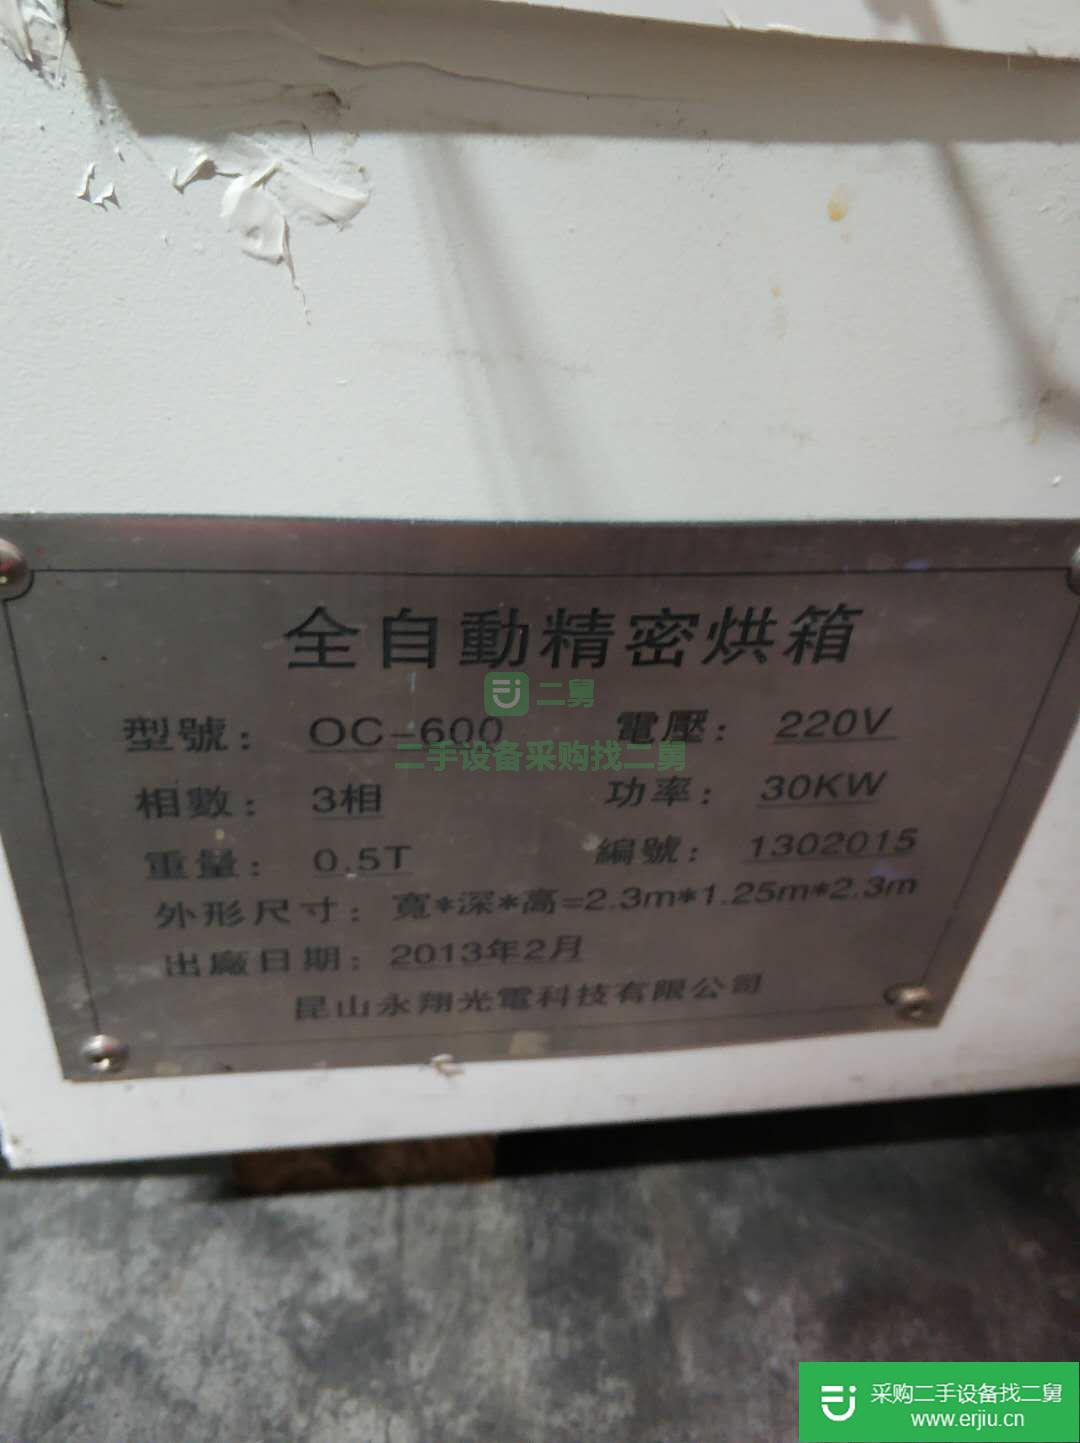 全自動精密烘箱
二舅
型號： OC-600 電壓： 220V
二手设备采购找二舅
相數： 3相 功率： 30KW
重量： 0.5T 編號： 1302015
外形尺寸： 寬*深*高=2.3m*1.25m*2.3m
出廠日期： 2013年2月
昆山永翔光電科技有限公司
采购二手设备找二舅
www.erjiu.cn